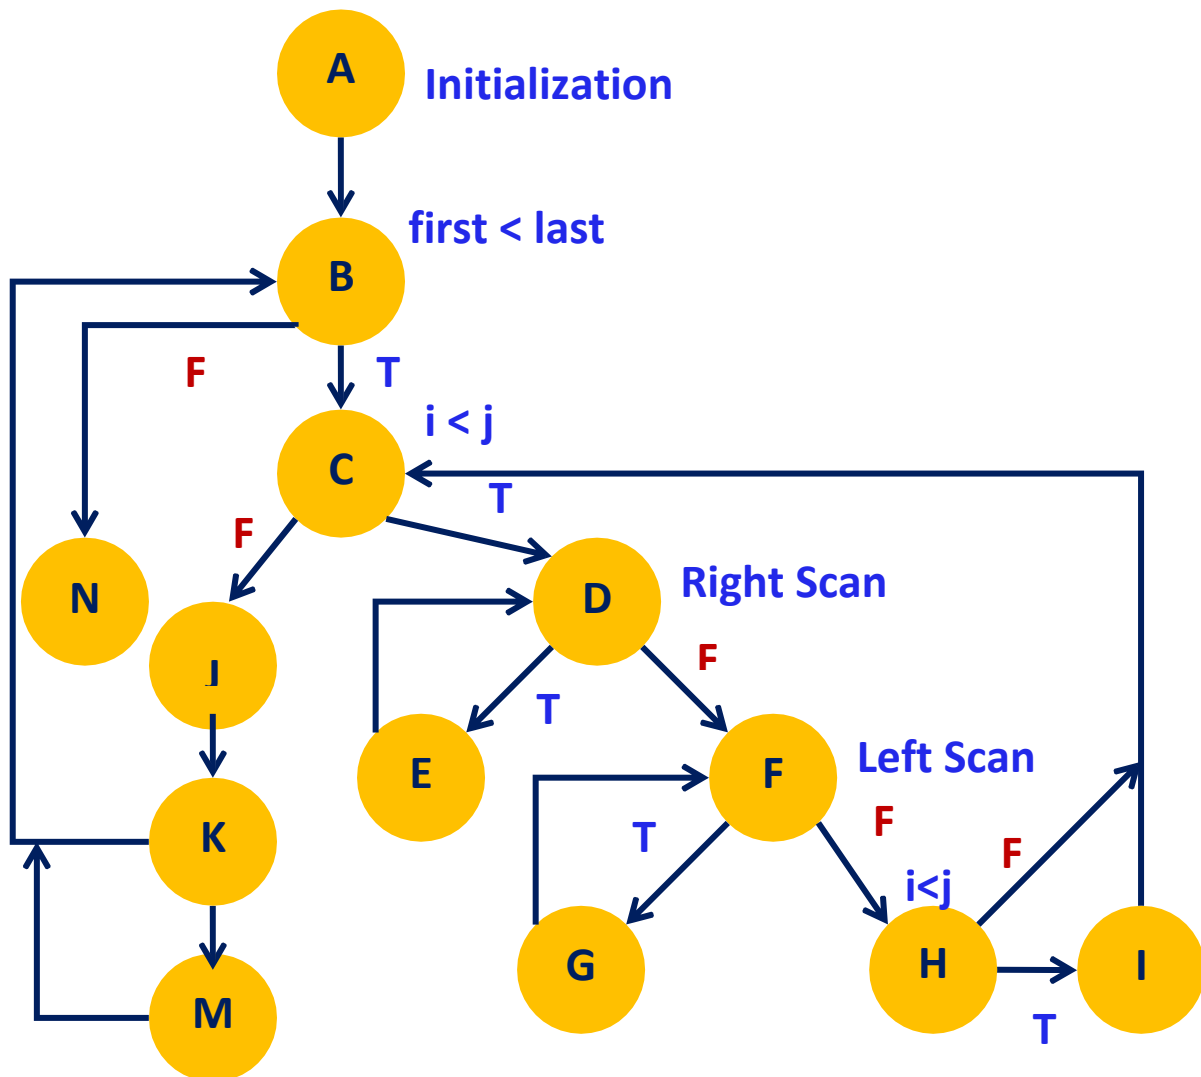 A
Initialization
first < last
B
F
T
i < j
C
T
F
N
D
Right Scan
J
F
T
E
F
Left Scan
K
T
F
F
i<j
G
H
I
M
T